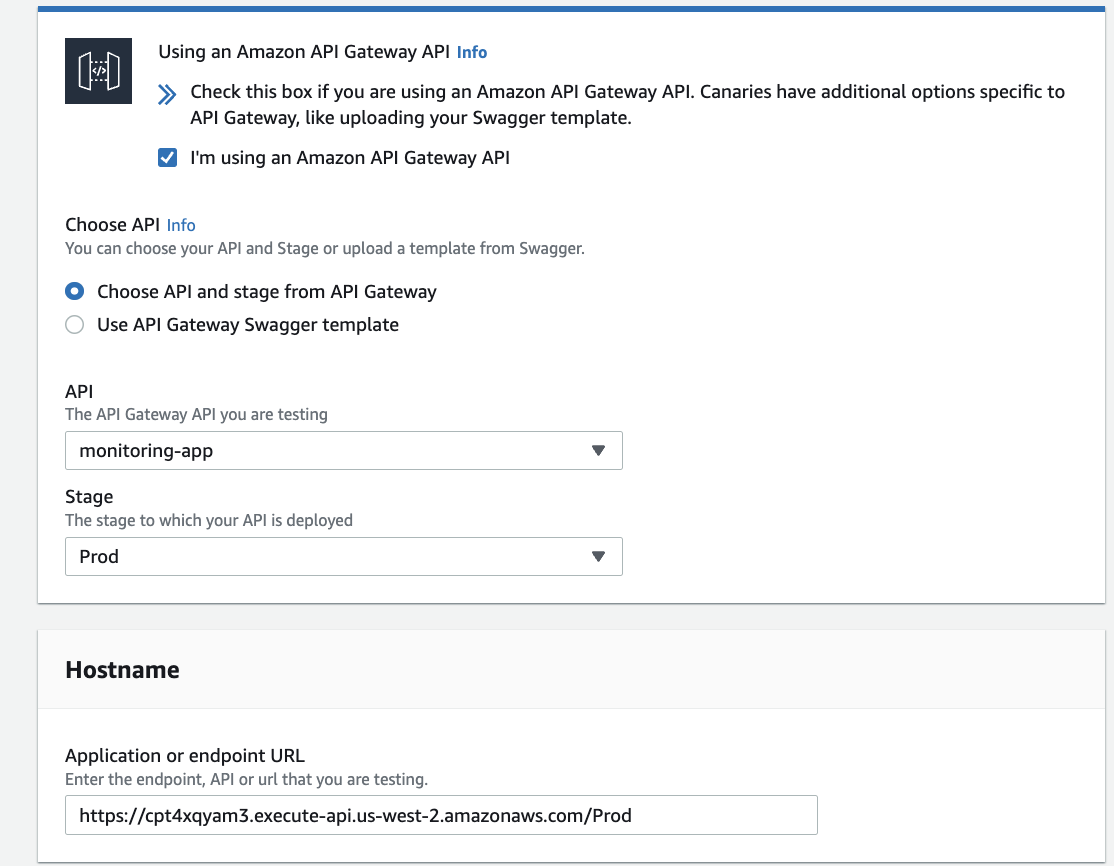 Using an Amazon API Gateway API Info
Check this box if you are using an Amazon API Gateway API. Canaries have additional options specific to
API Gateway, like uploading your Swagger template.
I'm using an Amazon API Gateway API
Choose API Info
You can choose your API and Stage or upload a template from Swagger.
Choose API and stage from API Gateway
Use API Gateway Swagger template
API
The API Gateway API you are testing
monitoring-app
Stage
The stage to which your API is deployed
Prod
Hostname
Application or endpoint URL
Enter the endpoint, API or url that you are testing.
https://cpt4xqyam3.execute-api.us-west-2.amazonaws.com/Prod